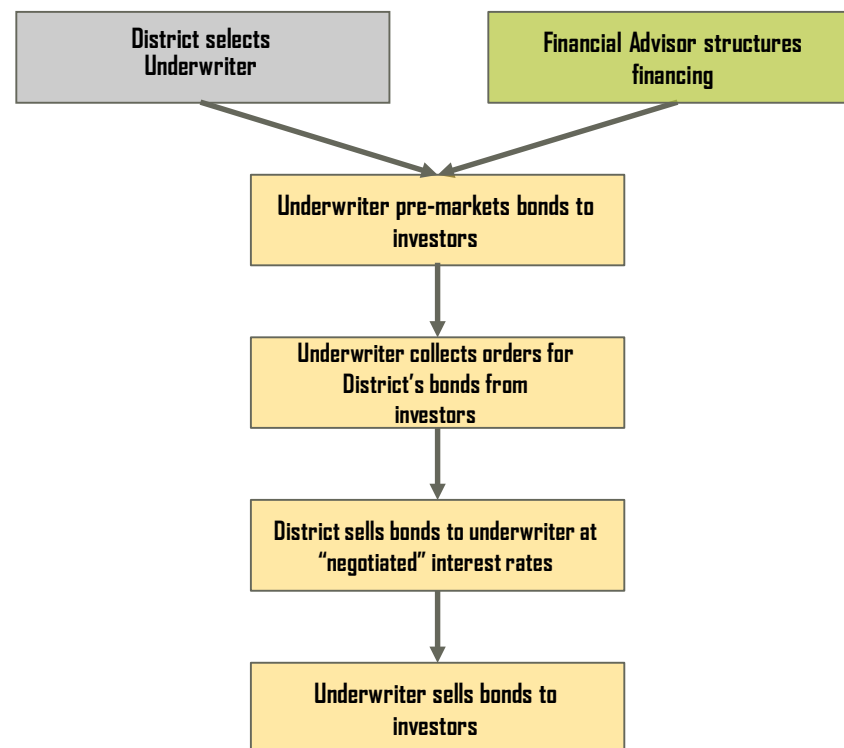 District selects
Underwriter
Financial Advisor structures
financing
Underwriter pre-markets bonds to
investors
Underwriter collects orders for
District’s bonds from
investors
District sells bonds to underwriter at
“negotiated” interest rates
Underwriter sells bonds to
investors